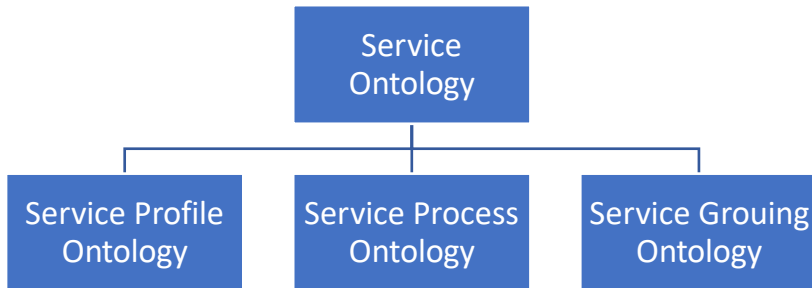 Service
Ontology
Service Profile
Ontology
Service Process
Ontology
Service Grouing
Ontology